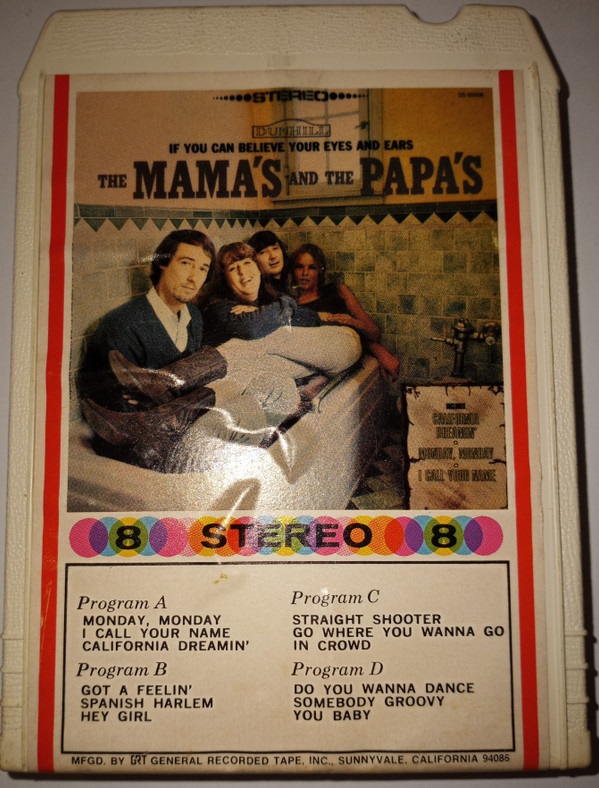 STEREO
DUNHILL
IF YOU CAN BELIEVE YOUR EYES AND EARS
THE MAMA'S AND THE PAPA'S
INCLUDES
CALIFORNIA
DREAMIN'
MONDAY, MONDAY
I CALL YOUR NAME
8 STEREO 8
Program A
MONDAY, MONDAY
I CALL YOUR NAME
CALIFORNIA DREAMIN'
Program B
GOT A FEELIN'
SPANISH HARLEM
HEY GIRL
Program C
STRAIGHT SHOOTER
GO WHERE YOU WANNA GO
IN CROWD
Program D
DO YOU WANNA DANCE
SOMEBODY GROOVY
YOU BABY
MFGD. BY GRT GENERAL RECORDED TAPE, INC., SUNNYVALE, CALIFORNIA 94086